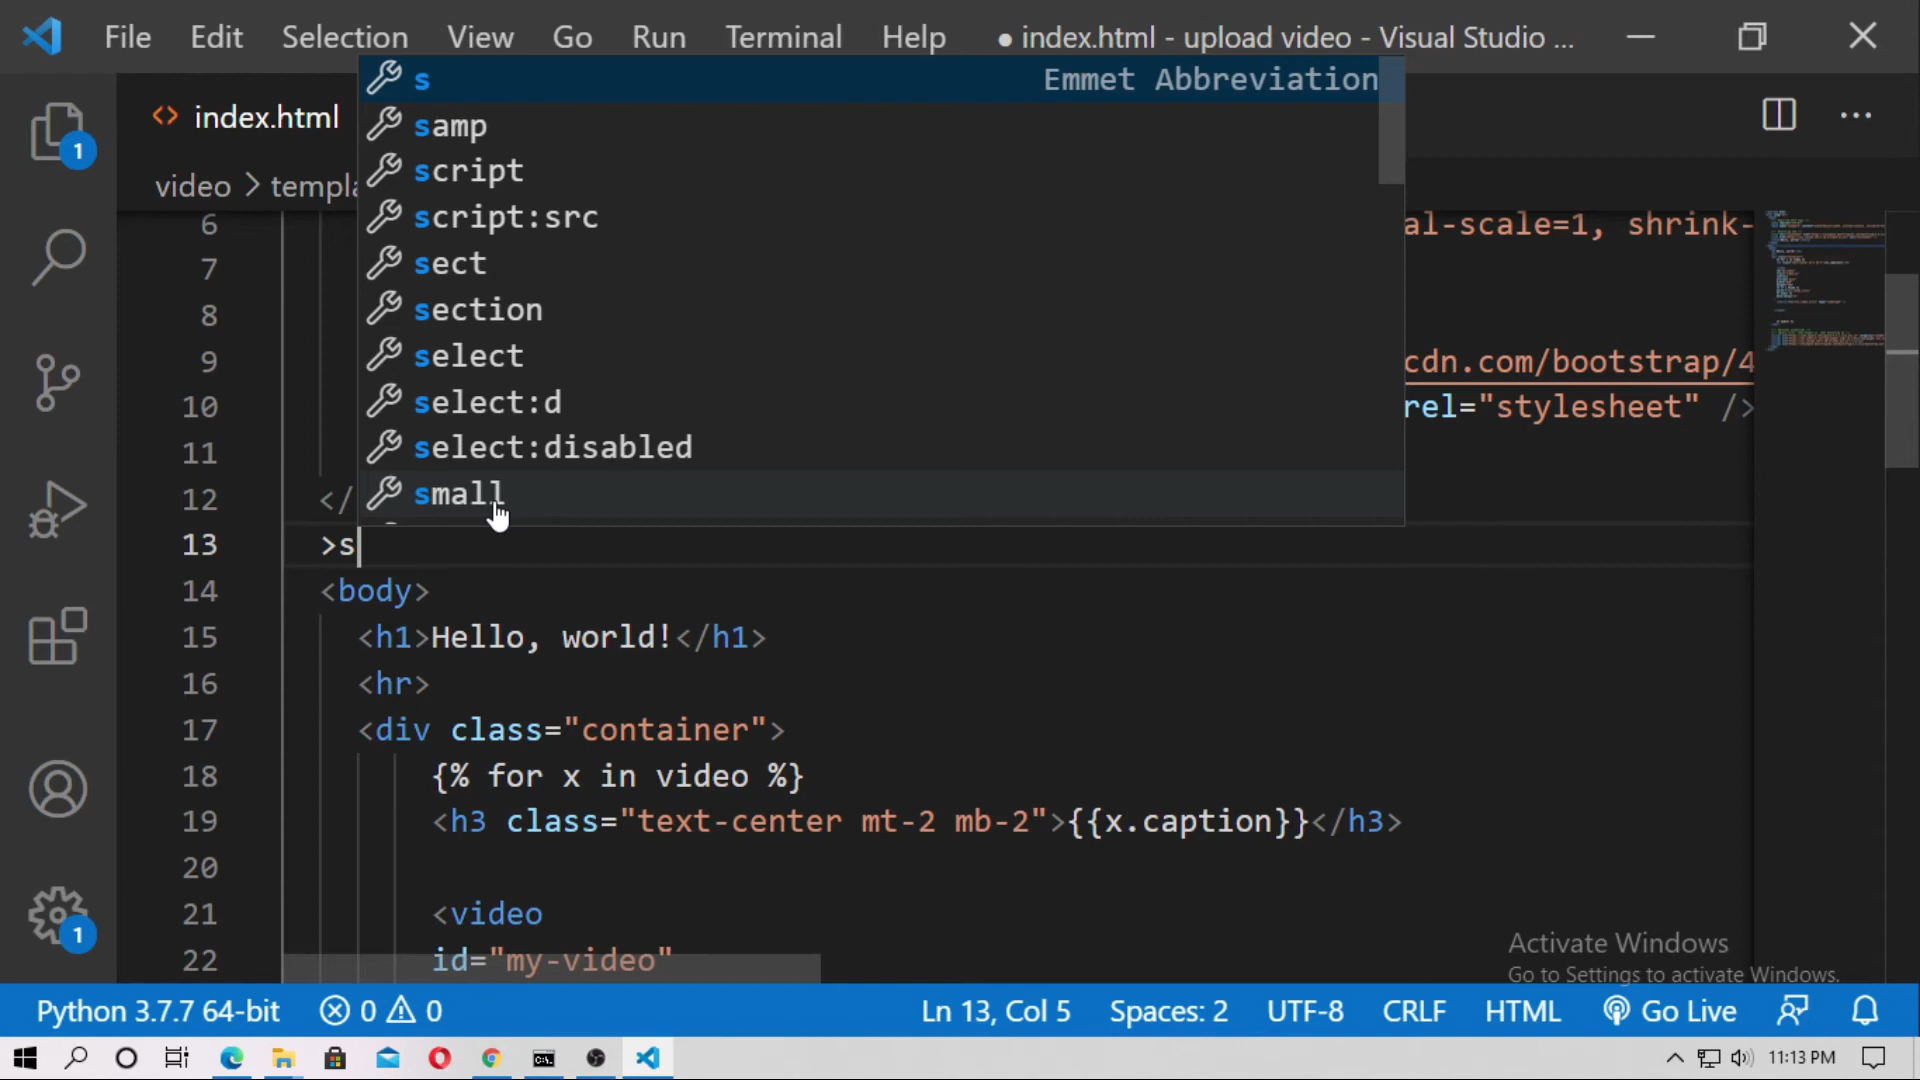 File Edit Selection View Go Run Terminal Help ● index.html - upload video - Visual Studio ...
<> index.html
video > templa
s Emmet Abbreviation
samp
script
script:src
sect
section
select
select:d
select:disabled
small
6 al-scale=1, shrink-
7
8
9 cdn.com/bootstrap/4
10 rel="stylesheet" />
11
12 </
13 >s
14 <body>
15 <h1>Hello, world!</h1>
16 <hr>
17 <div class="container">
18 {% for x in video %}
19 <h3 class="text-center mt-2 mb-2">{{x.caption}}</h3>
20
21 <video
22 id="my-video"
1
1
Activate Windows
Go to Settings to activate Windows.
Python 3.7.7 64-bit 0 0 Ln 13, Col 5 Spaces: 2 UTF-8 CRLF HTML Go Live
11:13 PM